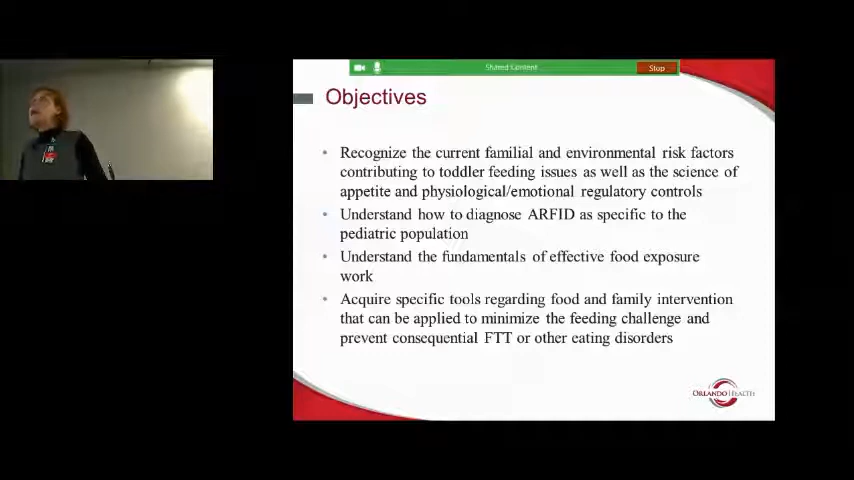 Shared Content
Stop
Objectives
• Recognize the current familial and environmental risk factors
contributing to toddler feeding issues as well as the science of
appetite and physiological/emotional regulatory controls
• Understand how to diagnose ARFID as specific to the
pediatric population
• Understand the fundamentals of effective food exposure
work
• Acquire specific tools regarding food and family intervention
that can be applied to minimize the feeding challenge and
prevent consequential FTT or other eating disorders
ORLANDO HEALTH